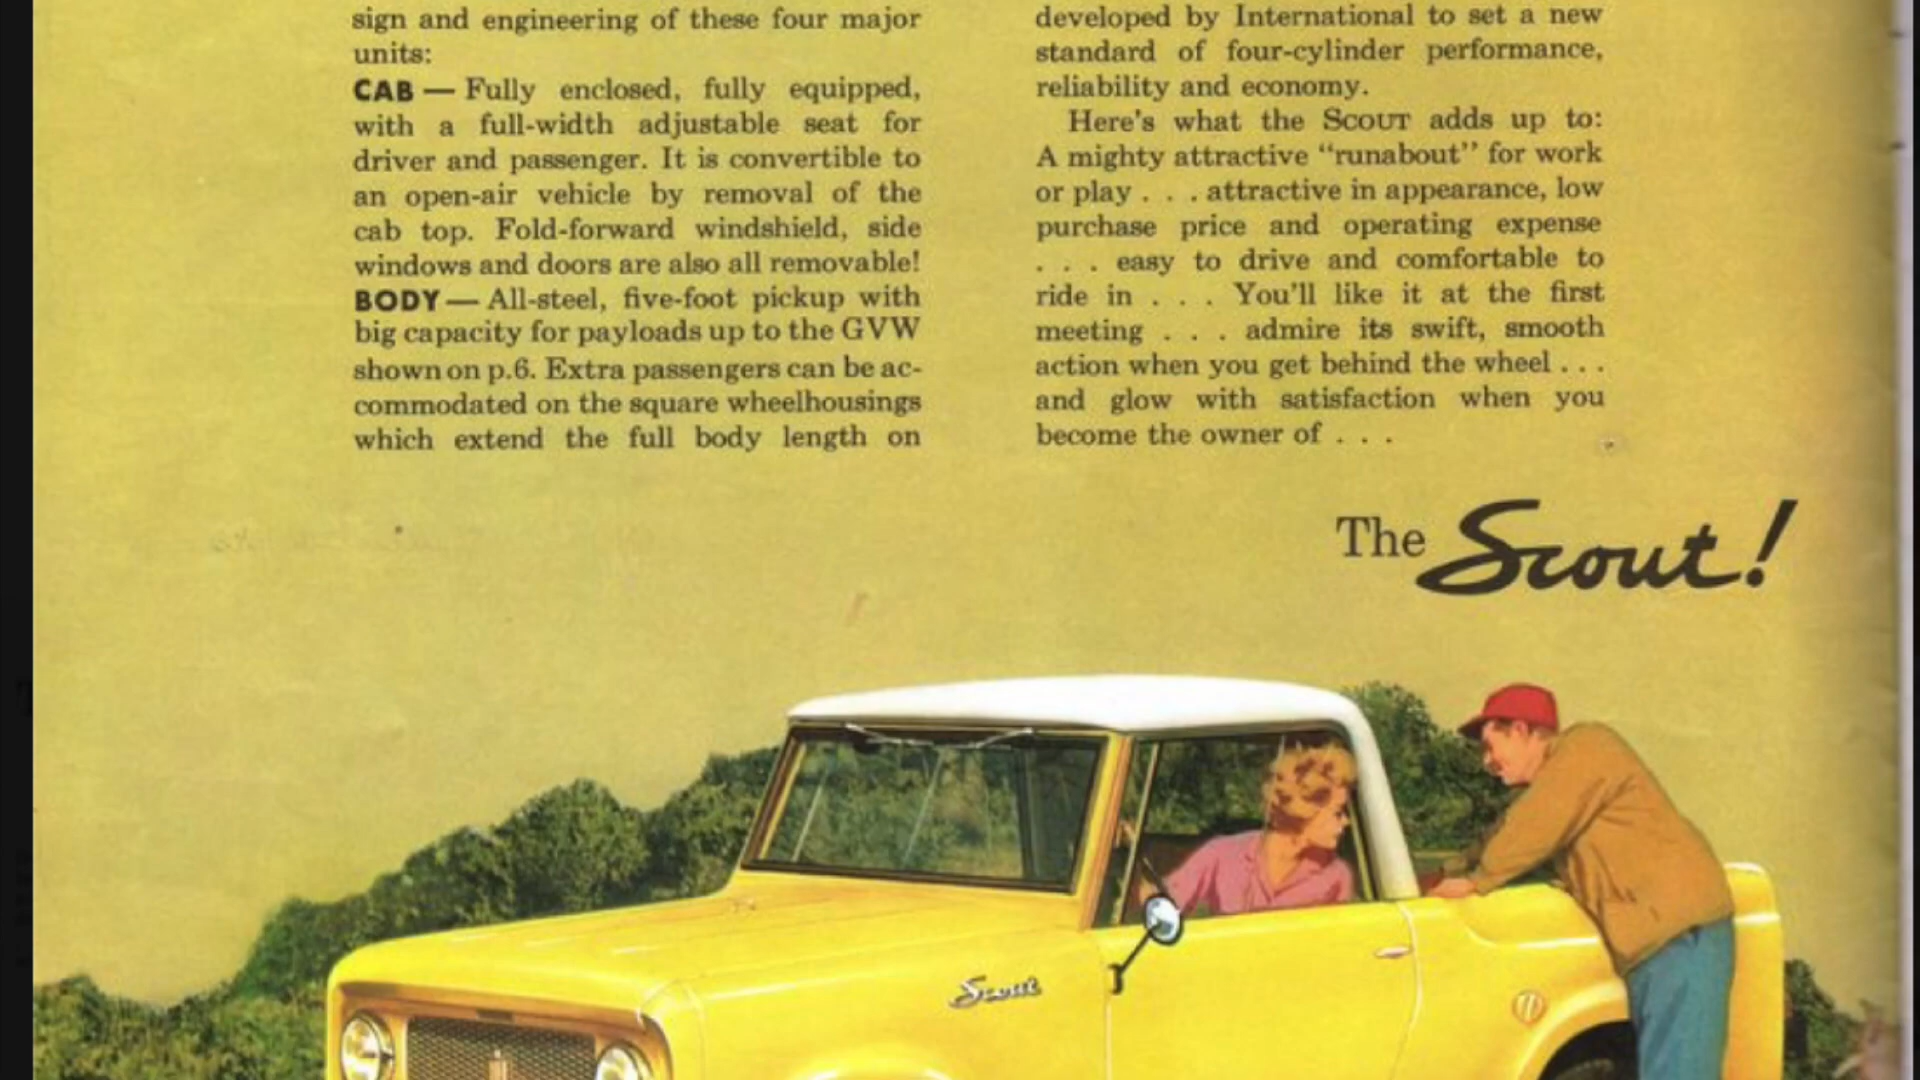 sign and engineering of these four major
units:
CAB — Fully enclosed, fully equipped,
with a full-width adjustable seat for
driver and passenger. It is convertible to
an open-air vehicle by removal of the
cab top. Fold-forward windshield, side
windows and doors are also all removable!
BODY — All-steel, five-foot pickup with
big capacity for payloads up to the GVW
shown on p.6. Extra passengers can be ac-
commodated on the square wheelhousings
which extend the full body length on
developed by International to set a new
standard of four-cylinder performance,
reliability and economy.
Here's what the SCOUT adds up to:
A mighty attractive “runabout” for work
or play . . . attractive in appearance, low
purchase price and operating expense
. . . easy to drive and comfortable to
ride in . . . You'll like it at the first
meeting . . . admire its swift, smooth
action when you get behind the wheel . . .
and glow with satisfaction when you
become the owner of . . .
The Scout!
Scout